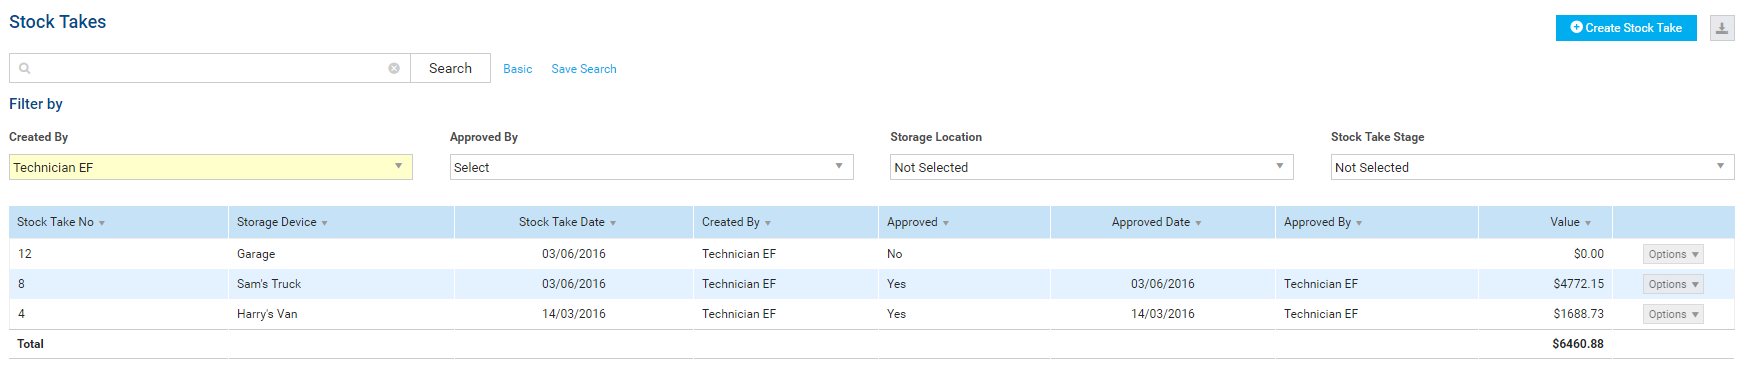 Stock Takes
Create Stock Take
Search Basic Save Search
Filter by
Created By Approved By Storage Location Stock Take Stage
Technician EF Select Not Selected Not Selected
Stock Take No Storage Device Stock Take Date Created By Approved Approved Date Approved By Value
12 Garage 03/06/2016 Technician EF No $0.00 Options
8 Sam's Truck 03/06/2016 Technician EF Yes 03/06/2016 Technician EF $4772.15 Options
4 Harry's Van 14/03/2016 Technician EF Yes 14/03/2016 Technician EF $1688.73 Options
Total $6460.88